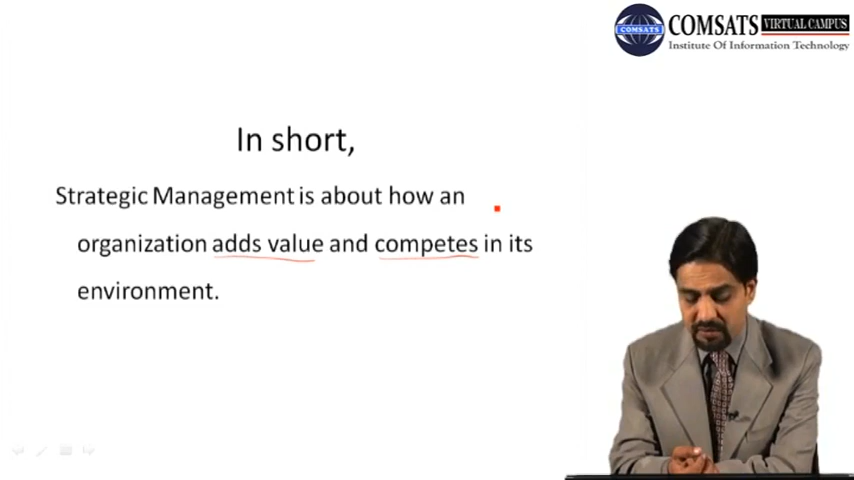 COMSATS VIRTUAL CAMPUS
COMSATS
Institute Of Information Technology
In short,
Strategic Management is about how an
organization adds value and competes in its
environment.